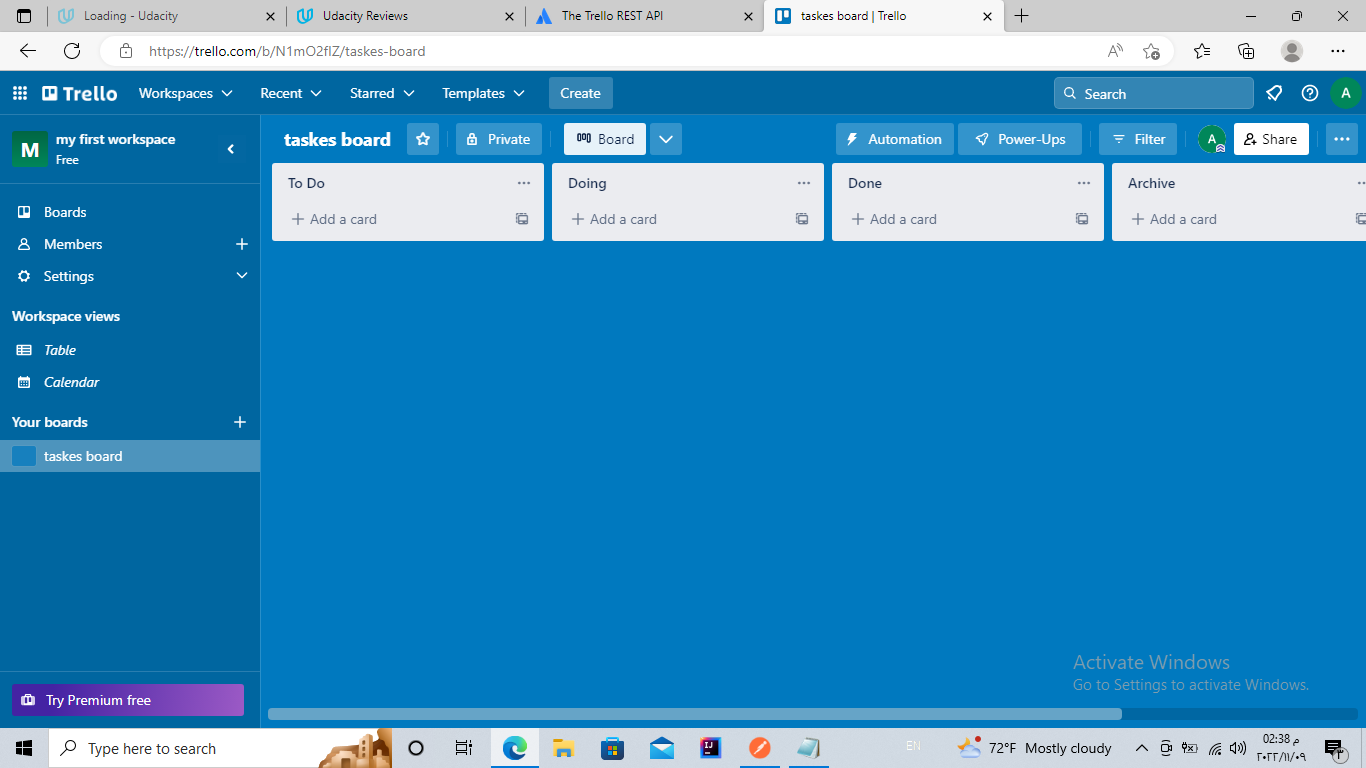 Loading - Udacity
Udacity Reviews
The Trello REST API
taskes board | Trello
https://trello.com/b/N1mO2fIZ/taskes-board
Trello
Workspaces
Recent
Starred
Templates
Create
Search
A
M
my first workspace
Free
taskes board
Private
Board
Automation
Power-Ups
Filter
A
Share
Boards
Members
Settings
Workspace views
Table
Calendar
Your boards
taskes board
Try Premium free
To Do
+ Add a card
Doing
+ Add a card
Done
+ Add a card
Archive
+ Add a card
Activate Windows
Go to Settings to activate Windows.
Type here to search
EN
72°F Mostly cloudy
02:38 م
٢٠٢٢/١١/٠٩